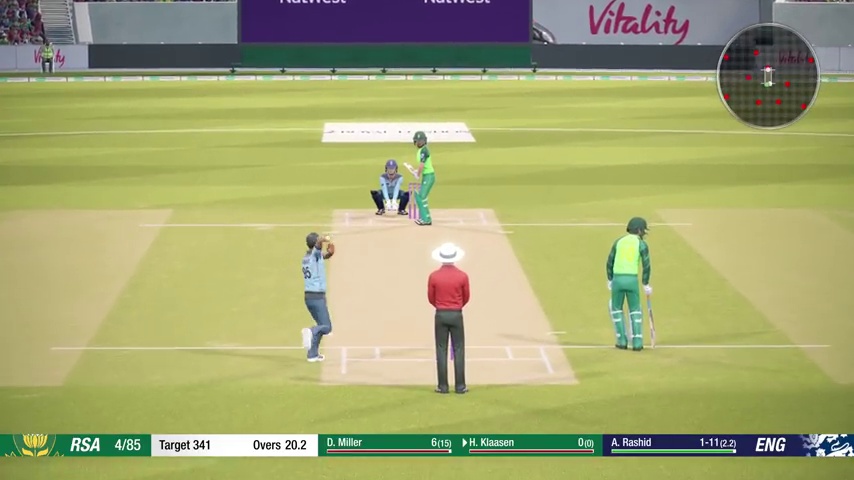 NatWest NatWest
Vitality
RSA 4/85 Target 341 Overs 20.2 D. Miller 6(15) H. Klaasen 0(0) A. Rashid 1-11(2.2) ENG